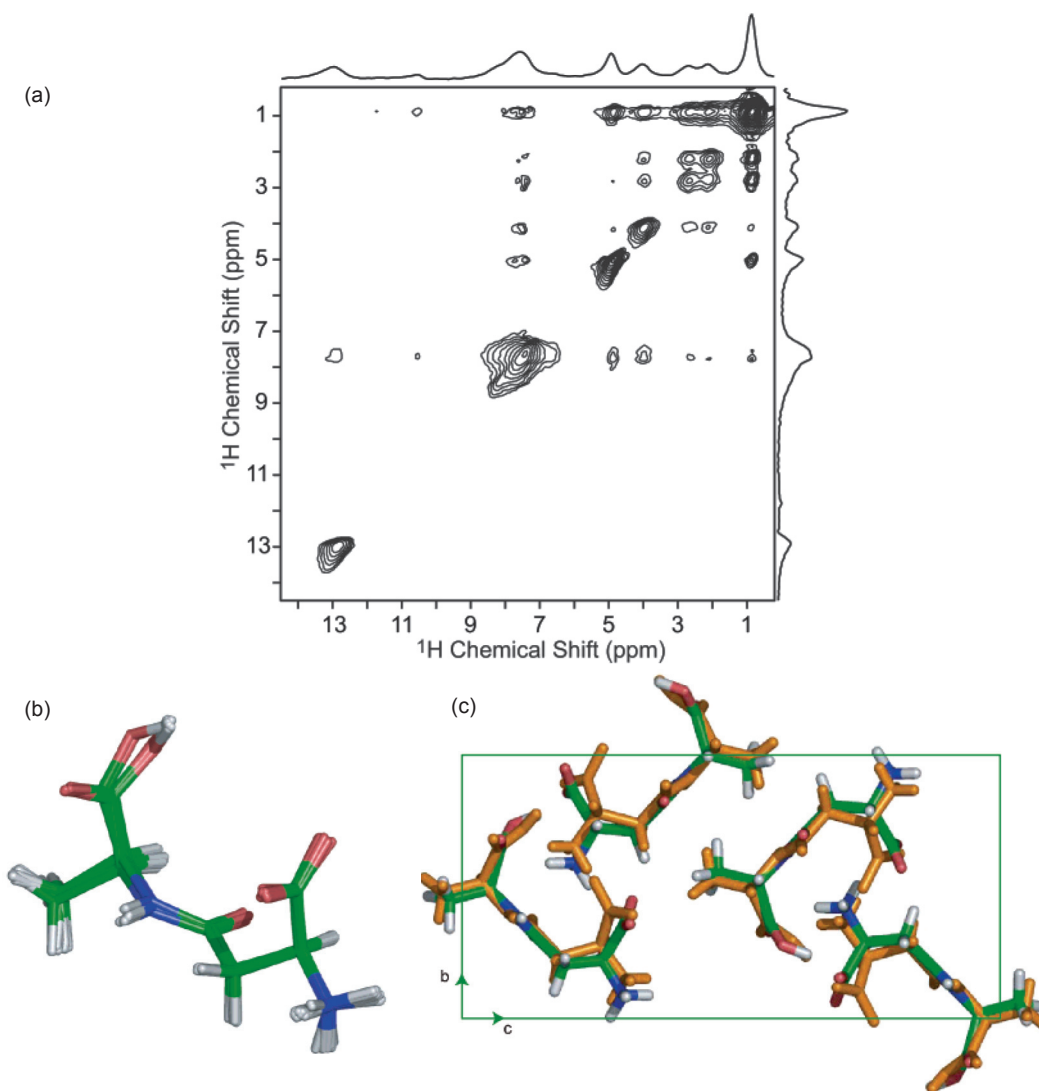 (a)
1
3
5
7
9
11
13
¹H Chemical Shift (ppm)
13 11 9 7 5 3 1
¹H Chemical Shift (ppm)
(b)
(c)
b
c